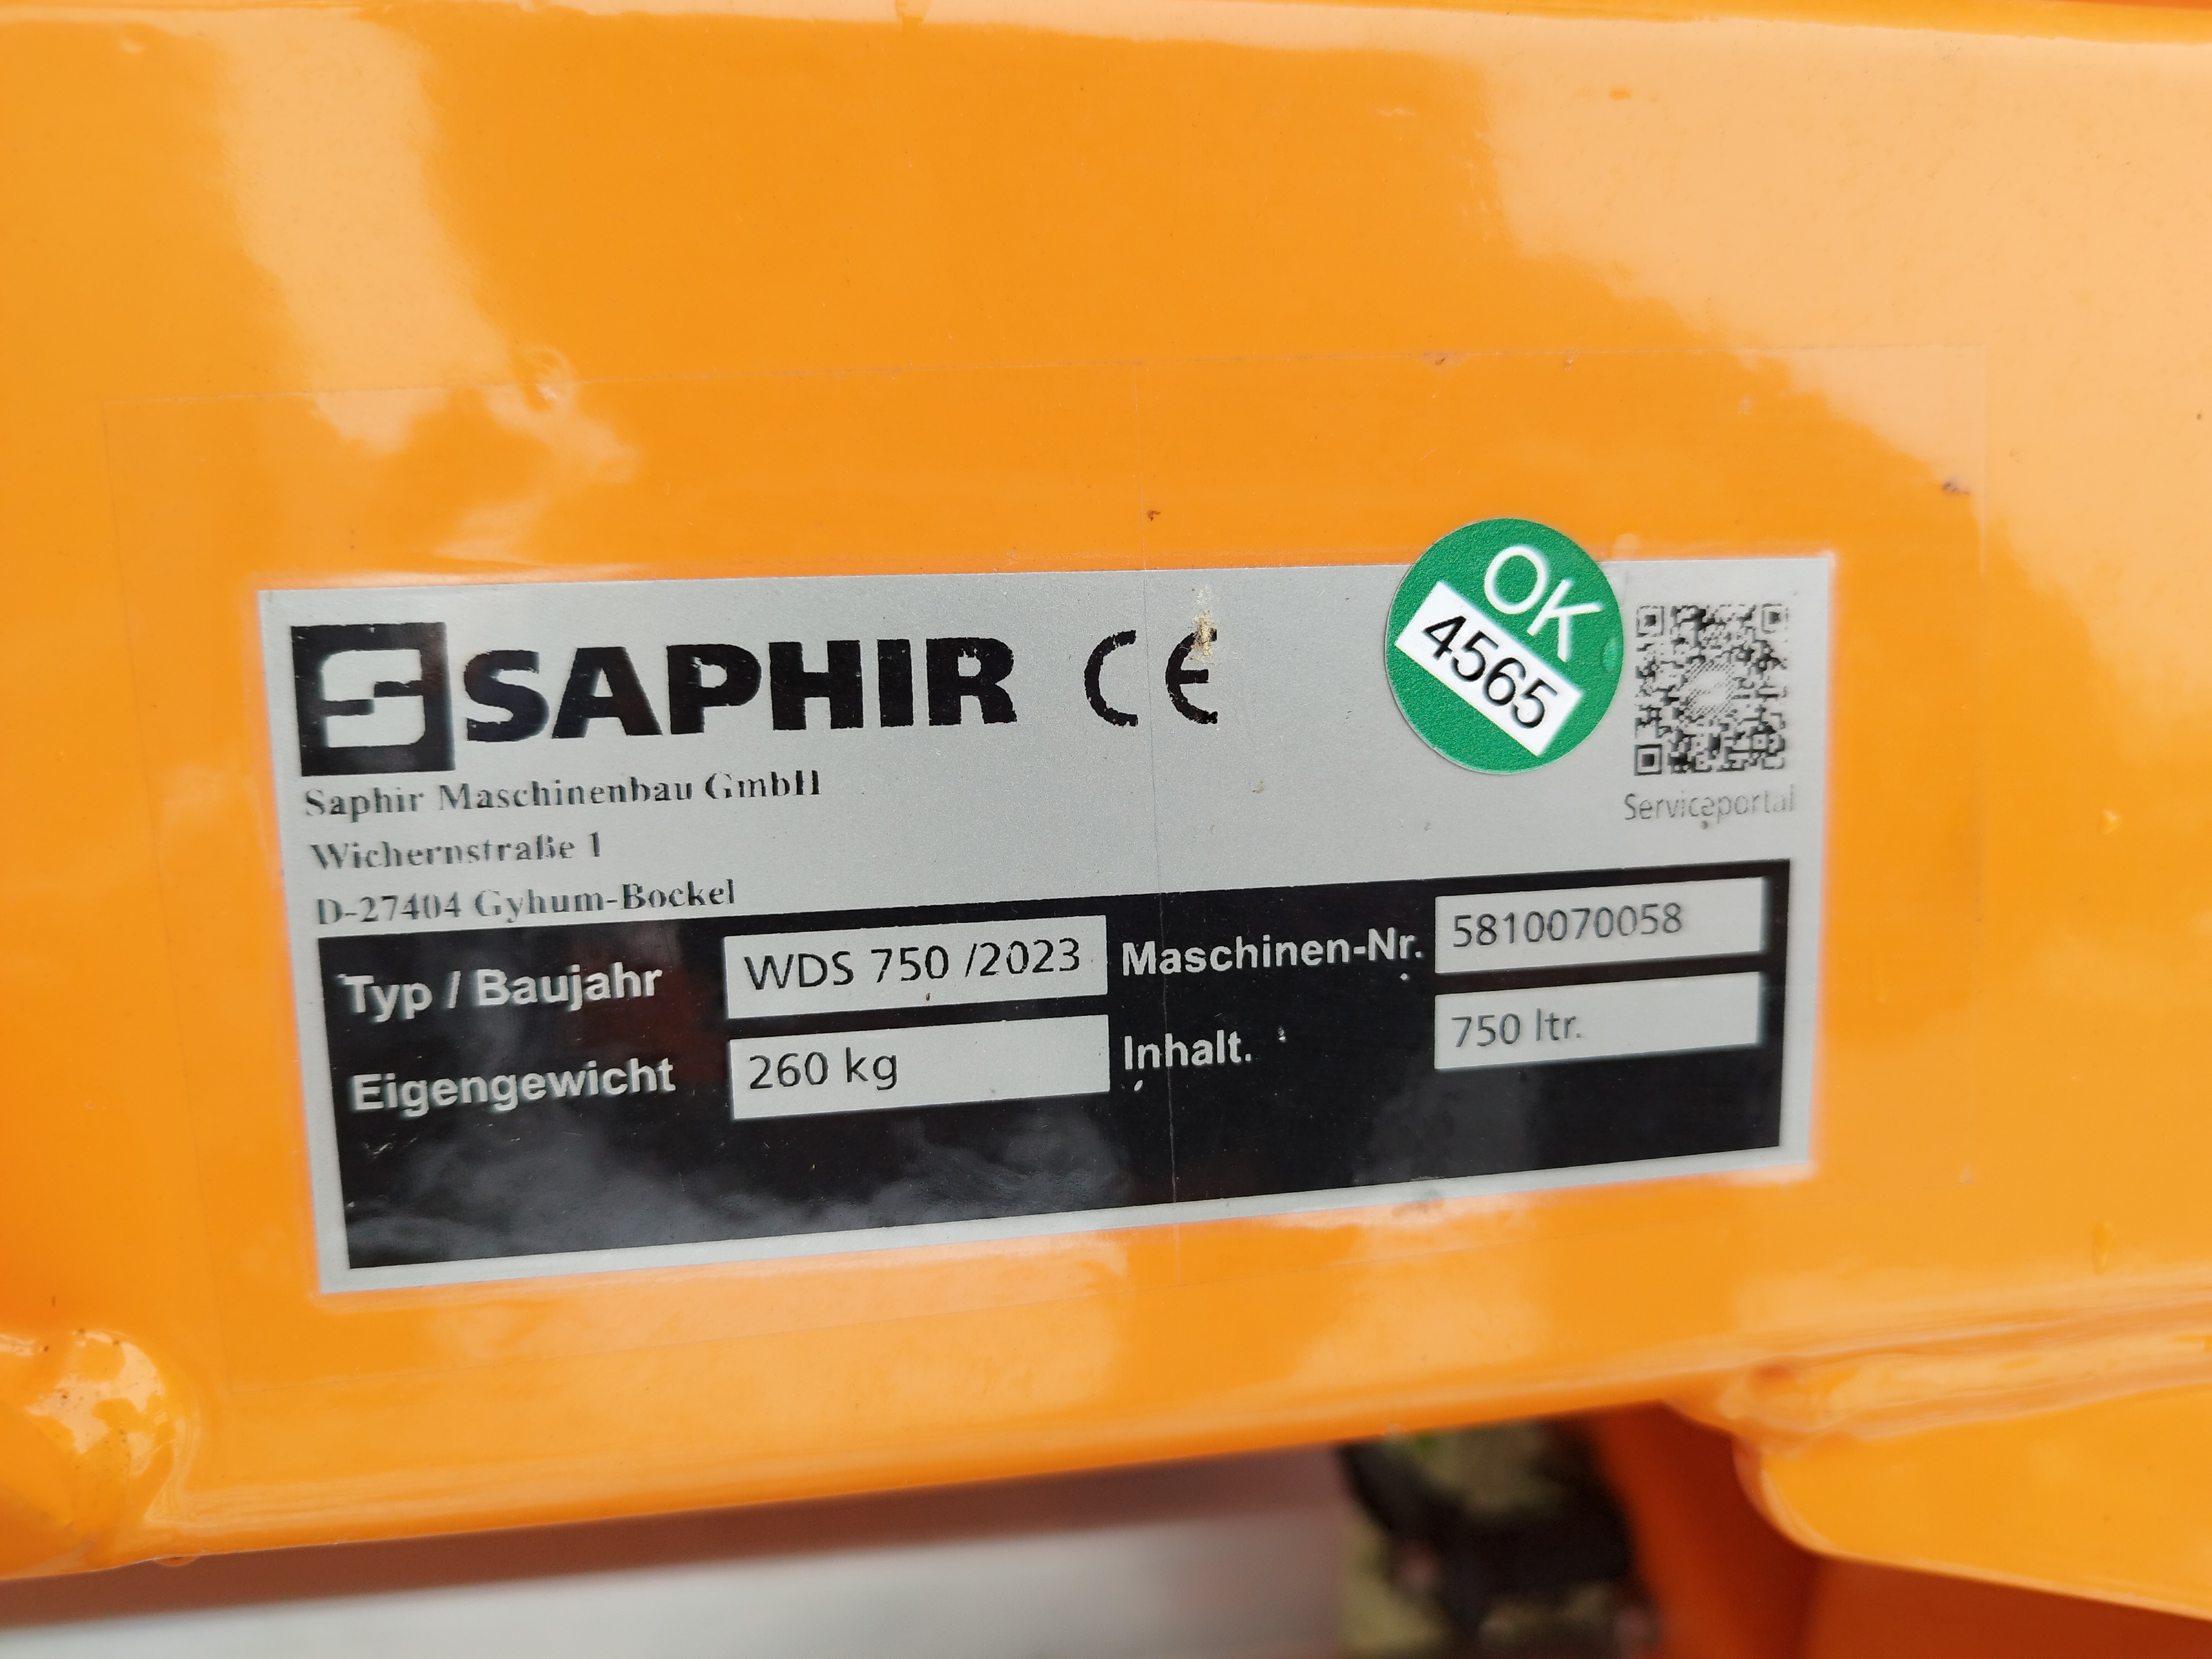 SAPHIR CE
OK
4565
Serviceportal
Saphir Maschinenbau GmbH
Wichernstraße 1
D-27404 Gyhum-Bockel
Typ / Baujahr WDS 750 /2023 Maschinen-Nr. 5810070058
Eigengewicht 260 kg Inhalt. 750 ltr.